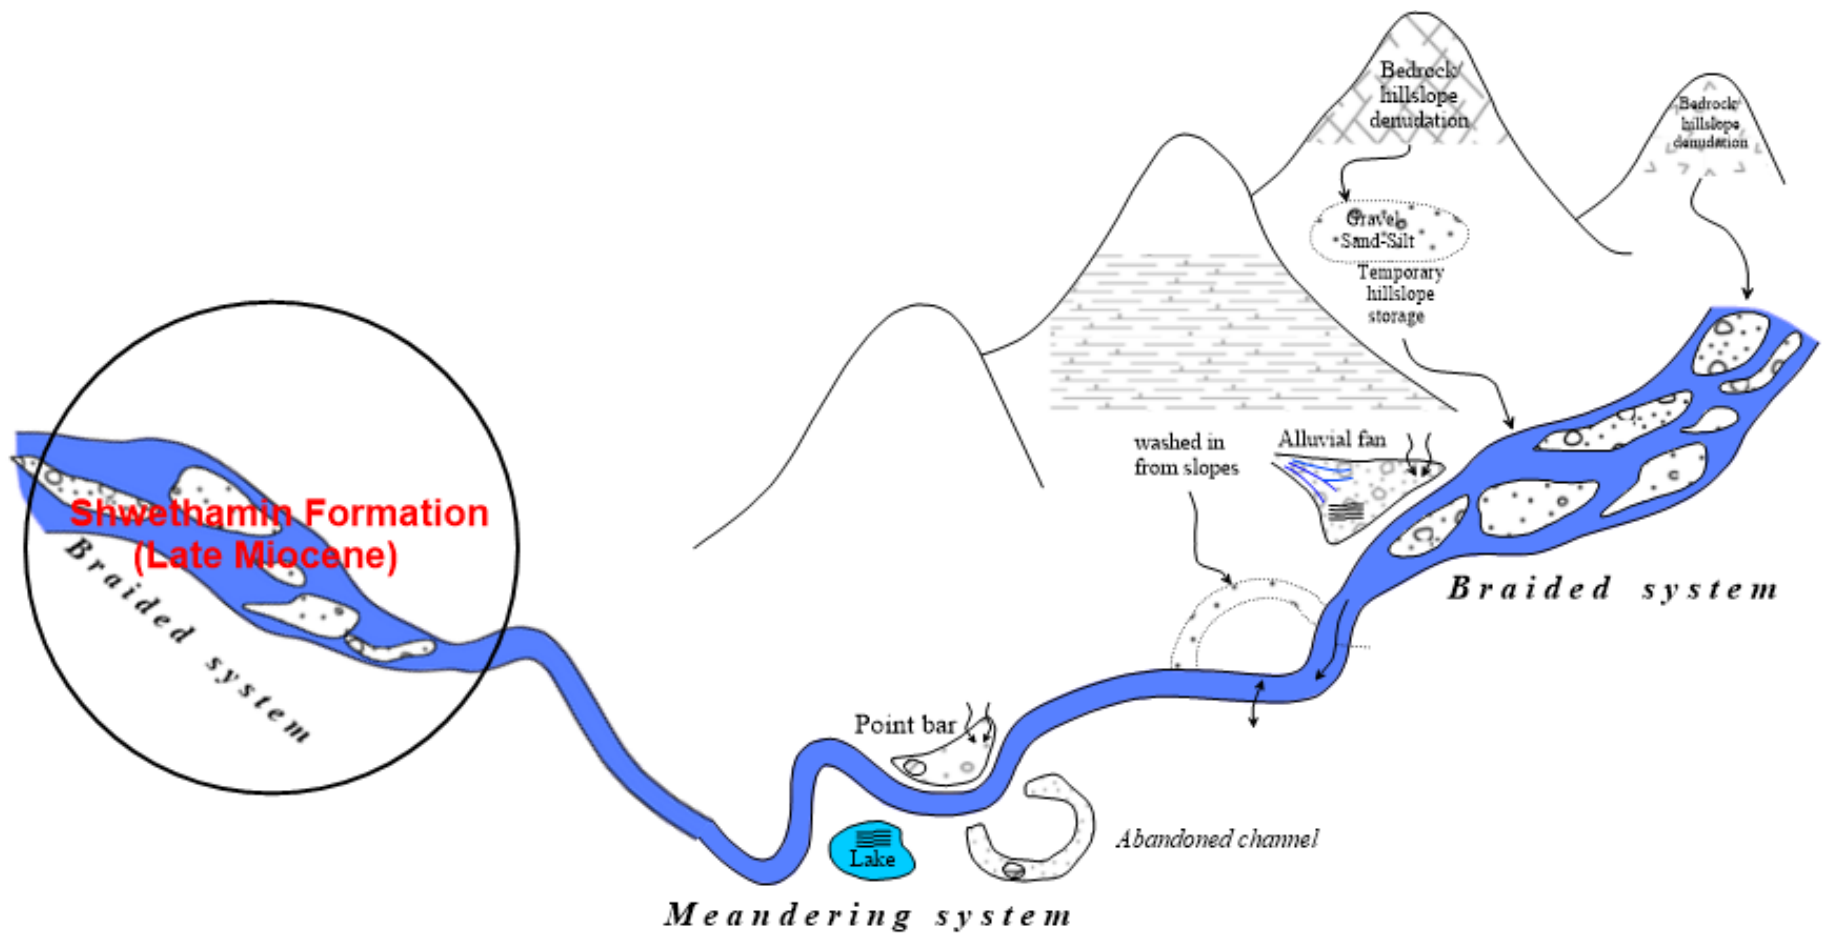 Bedrock/
hillslope
denudation
Bedrock/
hillslope
denudation
Gravel
Sand-Silt
Temporary
hillslope
storage
washed in
from slopes
Alluvial fan
Braided system
Shwethamin Formation
(Late Miocene)
Braided system
Point bar
Lake
Abandoned channel
Meandering system